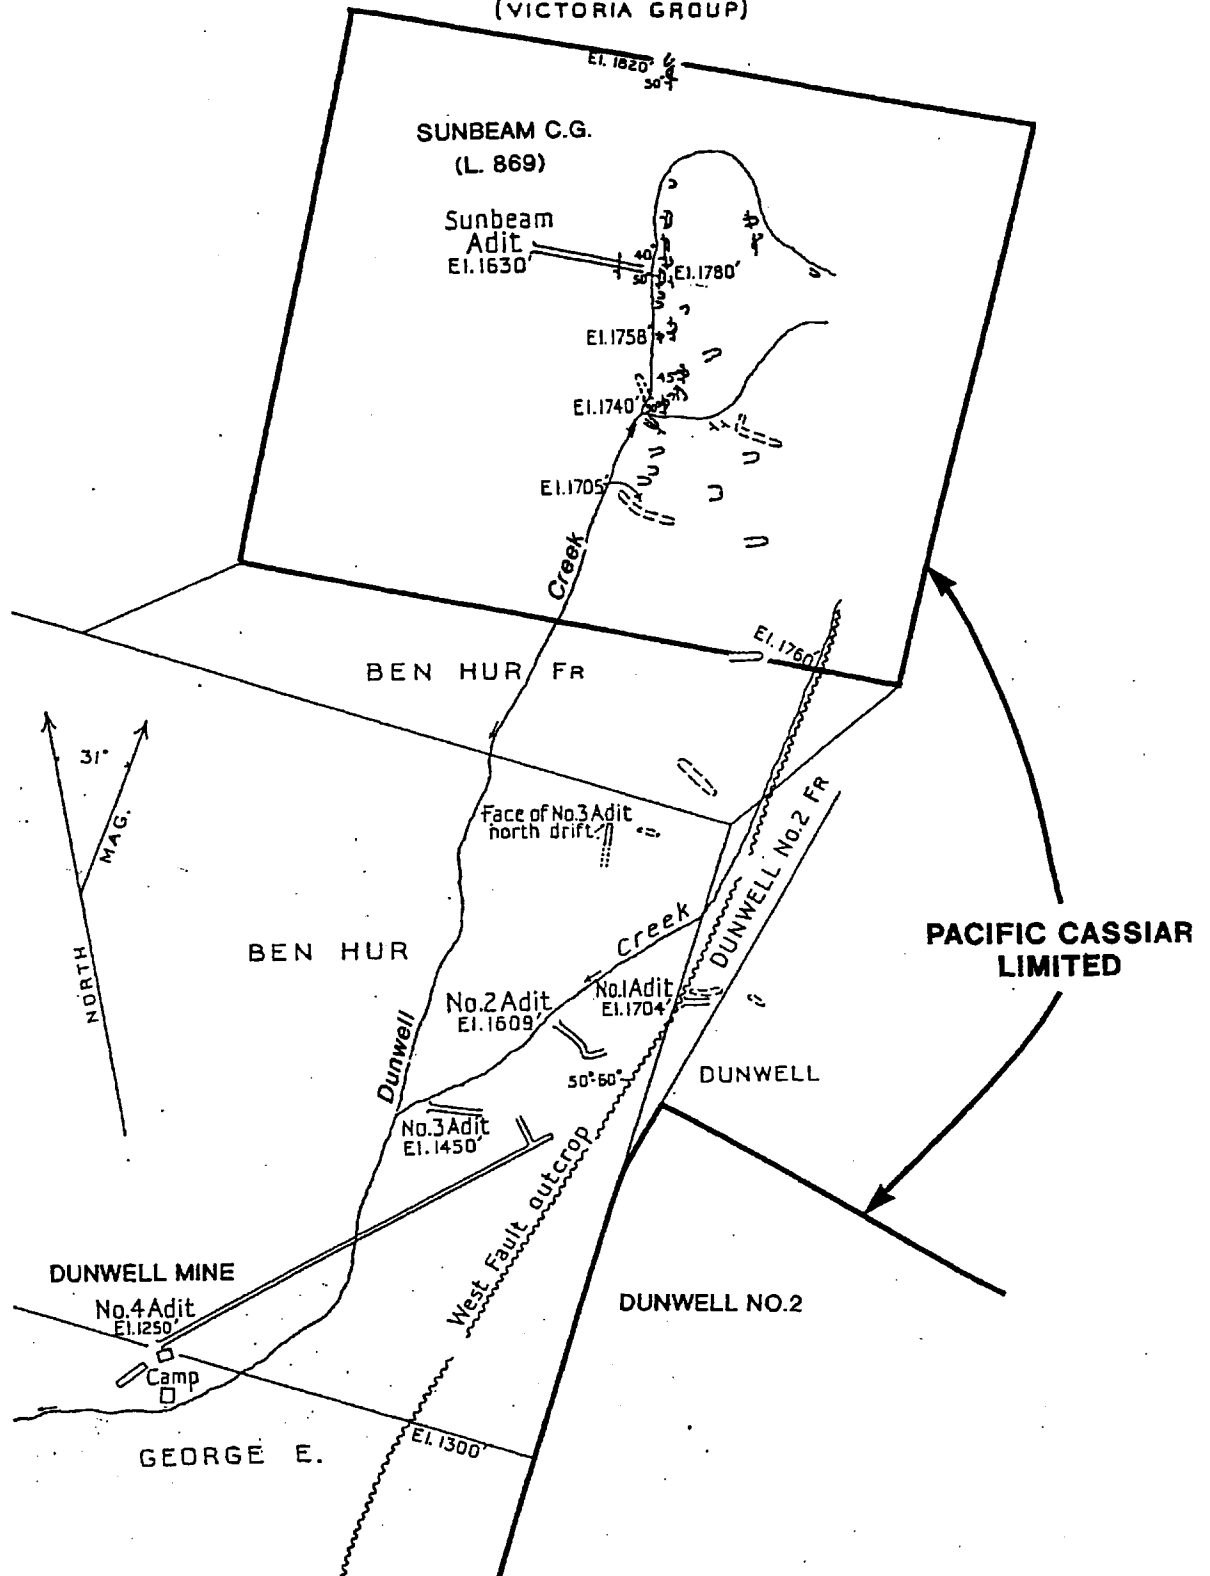 (VICTORIA GROUP)
El. 1820'
50°
SUNBEAM C.G.
(L. 869)
Sunbeam
Adit
El.1630'
40°
50°
El.1780'
El.1758'
45°
El.1740'
El.1705'
Creek
El.1760'
BEN HUR FR
31°
MAG.
NORTH
Face of No.3 Adit
north drift
DUNWELL No.2 FR
Creek
PACIFIC CASSIAR
LIMITED
BEN HUR
No.1 Adit
El.1704'
No.2 Adit
El.1609'
Dunwell
50°-60°
DUNWELL
No.3 Adit
El.1450'
West Fault outcrop
DUNWELL MINE
No.4 Adit
El.1250'
DUNWELL NO.2
Camp
El.1300'
GEORGE E.